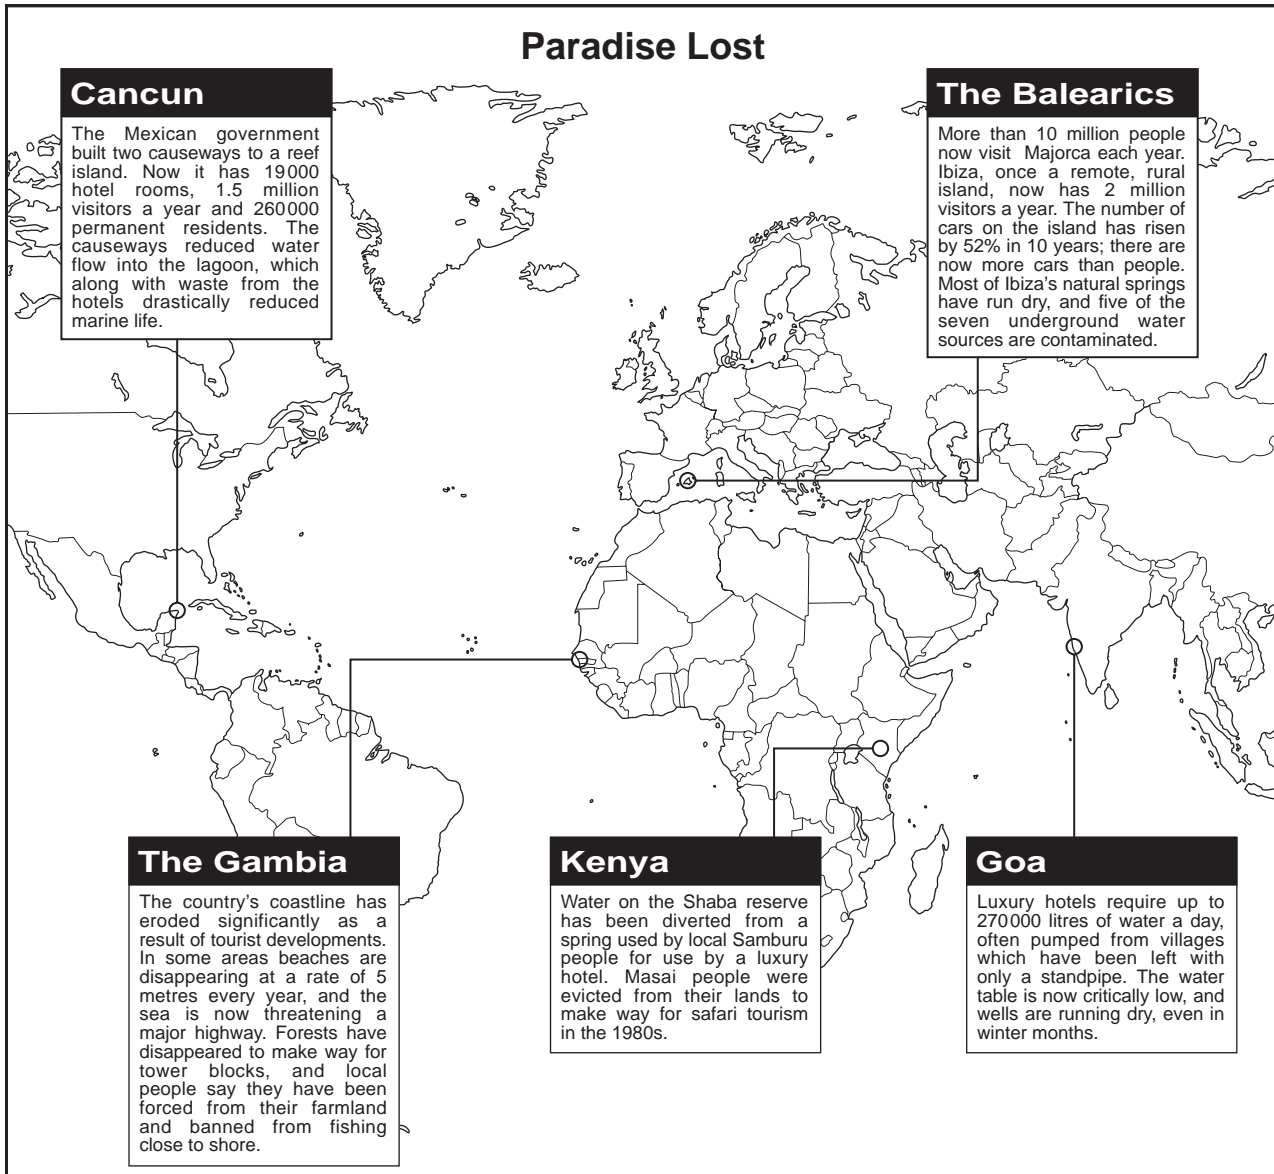 Paradise Lost
Cancun
The Mexican government
built two causeways to a reef
island. Now it has 19000
hotel rooms, 1.5 million
visitors a year and 260000
permanent residents. The
causeways reduced water
flow into the lagoon, which
along with waste from the
hotels drastically reduced
marine life.
The Balearics
More than 10 million people
now visit Majorca each year.
Ibiza, once a remote, rural
island, now has 2 million
visitors a year. The number of
cars on the island has risen
by 52% in 10 years; there are
now more cars than people.
Most of Ibiza's natural springs
have run dry, and five of the
seven underground water
sources are contaminated.
The Gambia
The country's coastline has
eroded significantly as a
result of tourist developments.
In some areas beaches are
disappearing at a rate of 5
metres every year, and the
sea is now threatening a
major highway. Forests have
disappeared to make way for
tower blocks, and local
people say they have been
forced from their farmland
and banned from fishing
close to shore.
Kenya
Water on the Shaba reserve
has been diverted from a
spring used by local Samburu
people for use by a luxury
hotel. Masai people were
evicted from their lands to
make way for safari tourism
in the 1980s.
Goa
Luxury hotels require up to
270000 litres of water a day,
often pumped from villages
which have been left with
only a standpipe. The water
table is now critically low, and
wells are running dry, even in
winter months.